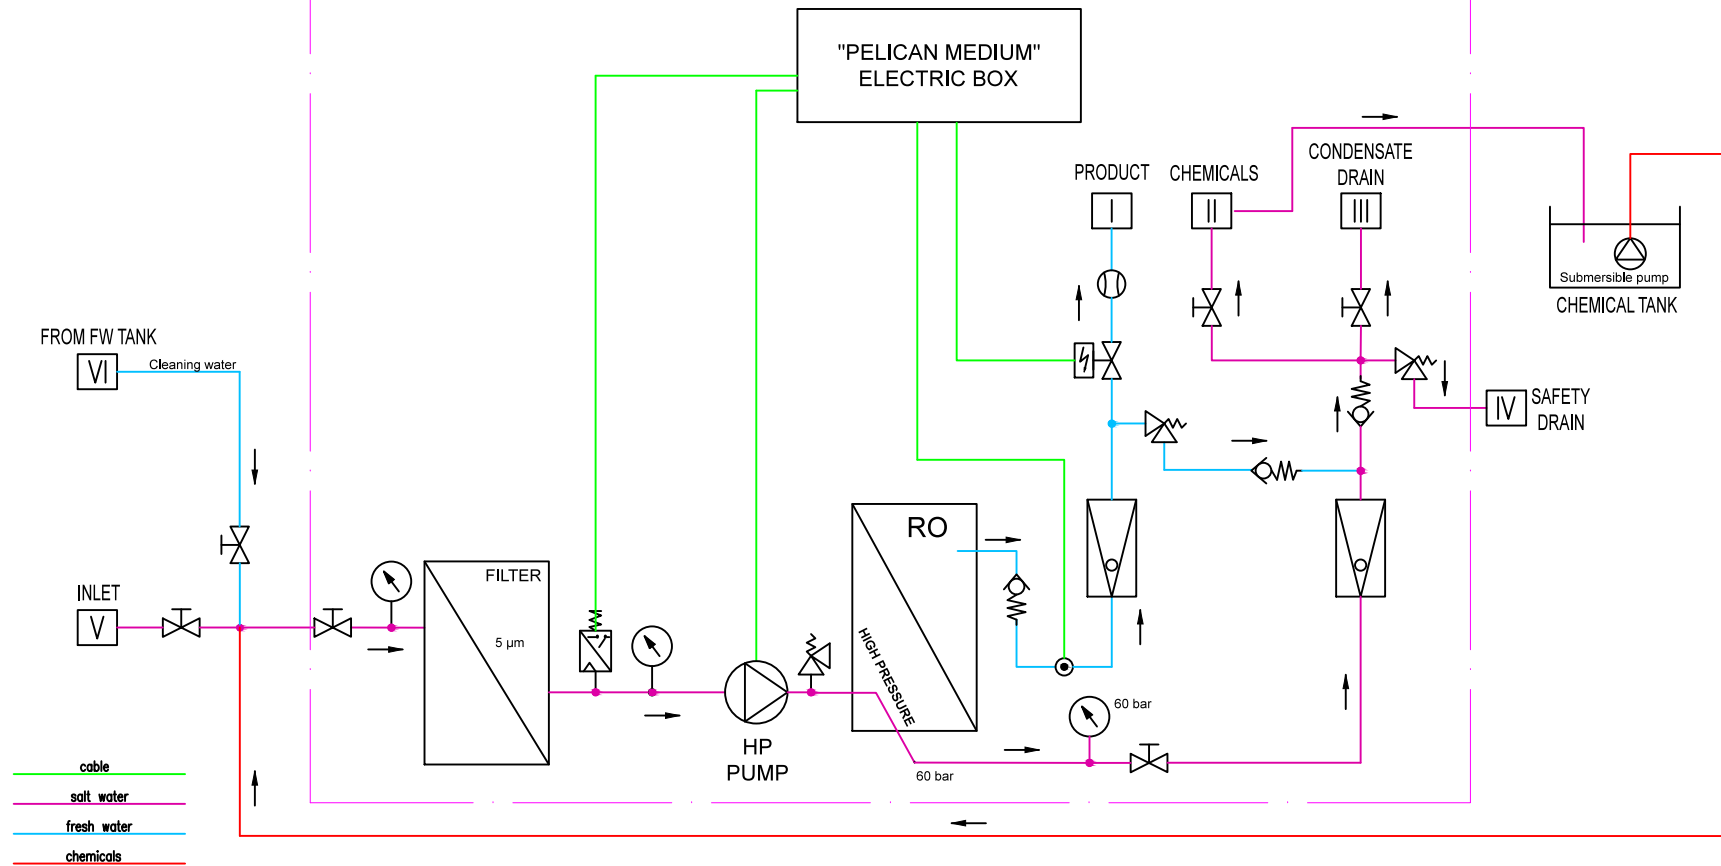 "PELICAN MEDIUM"
ELECTRIC BOX
PRODUCT
CHEMICALS
CONDENSATE
DRAIN
I
II
III
Submersible pump
CHEMICAL TANK
FROM FW TANK
VI
Cleaning water
IV
SAFETY
DRAIN
INLET
V
FILTER
5 µm
RO
HIGH PRESSURE
HP
PUMP
60 bar
60 bar
cable
salt water
fresh water
chemicals